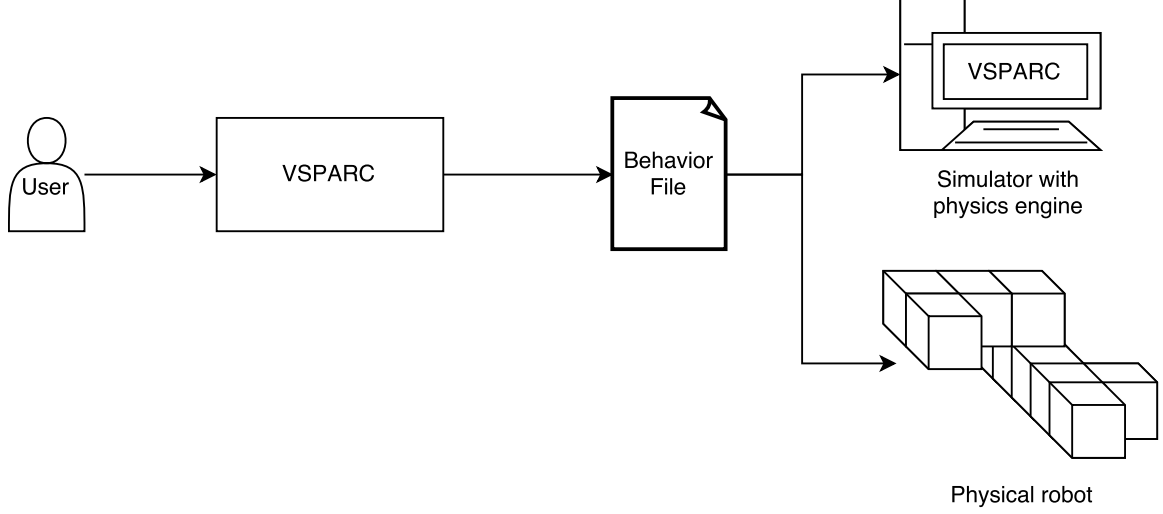 User
VSPARC
Behavior
File
VSPARC
Simulator with
physics engine
Physical robot